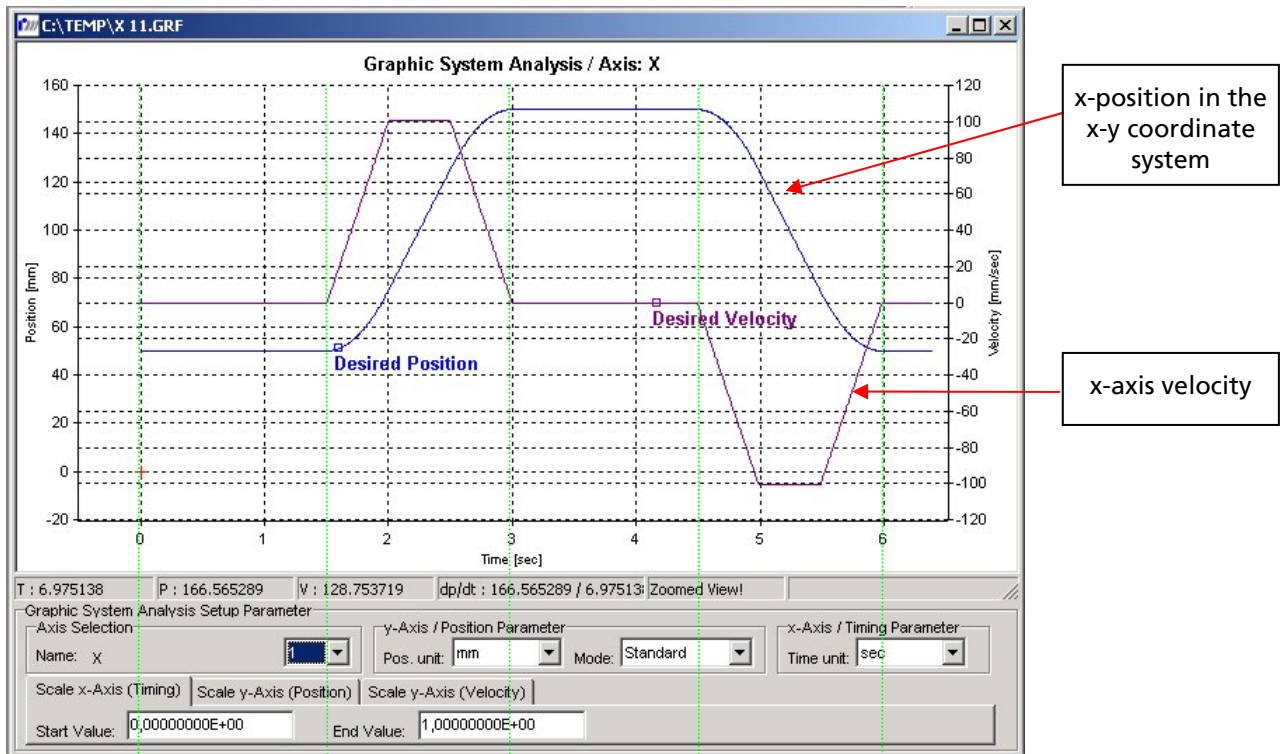 C:\TEMP\X 11.GRF
Graphic System Analysis / Axis: X
160
140
120
100
80
60
40
20
0
-20
Position [mm]
120
100
80
60
40
20
0
-20
-40
-60
-80
-100
-120
Velocity [mm/sec]
Desired Velocity
Desired Position
0 1 2 3 4 5 6
Time [sec]
x-position in the
x-y coordinate
system
x-axis velocity
T : 6.975138 P : 166.565289 V : 128.753719 dp/dt : 166.565289 / 6.97513 Zoomed View!
Graphic System Analysis Setup Parameter
Axis Selection
Name: X 1
y-Axis / Position Parameter
Pos. unit: mm Mode: Standard
x-Axis / Timing Parameter
Time unit: sec
Scale x-Axis (Timing) Scale y-Axis (Position) Scale y-Axis (Velocity)
Start Value: 0,00000000E+00 End Value: 1,00000000E+00